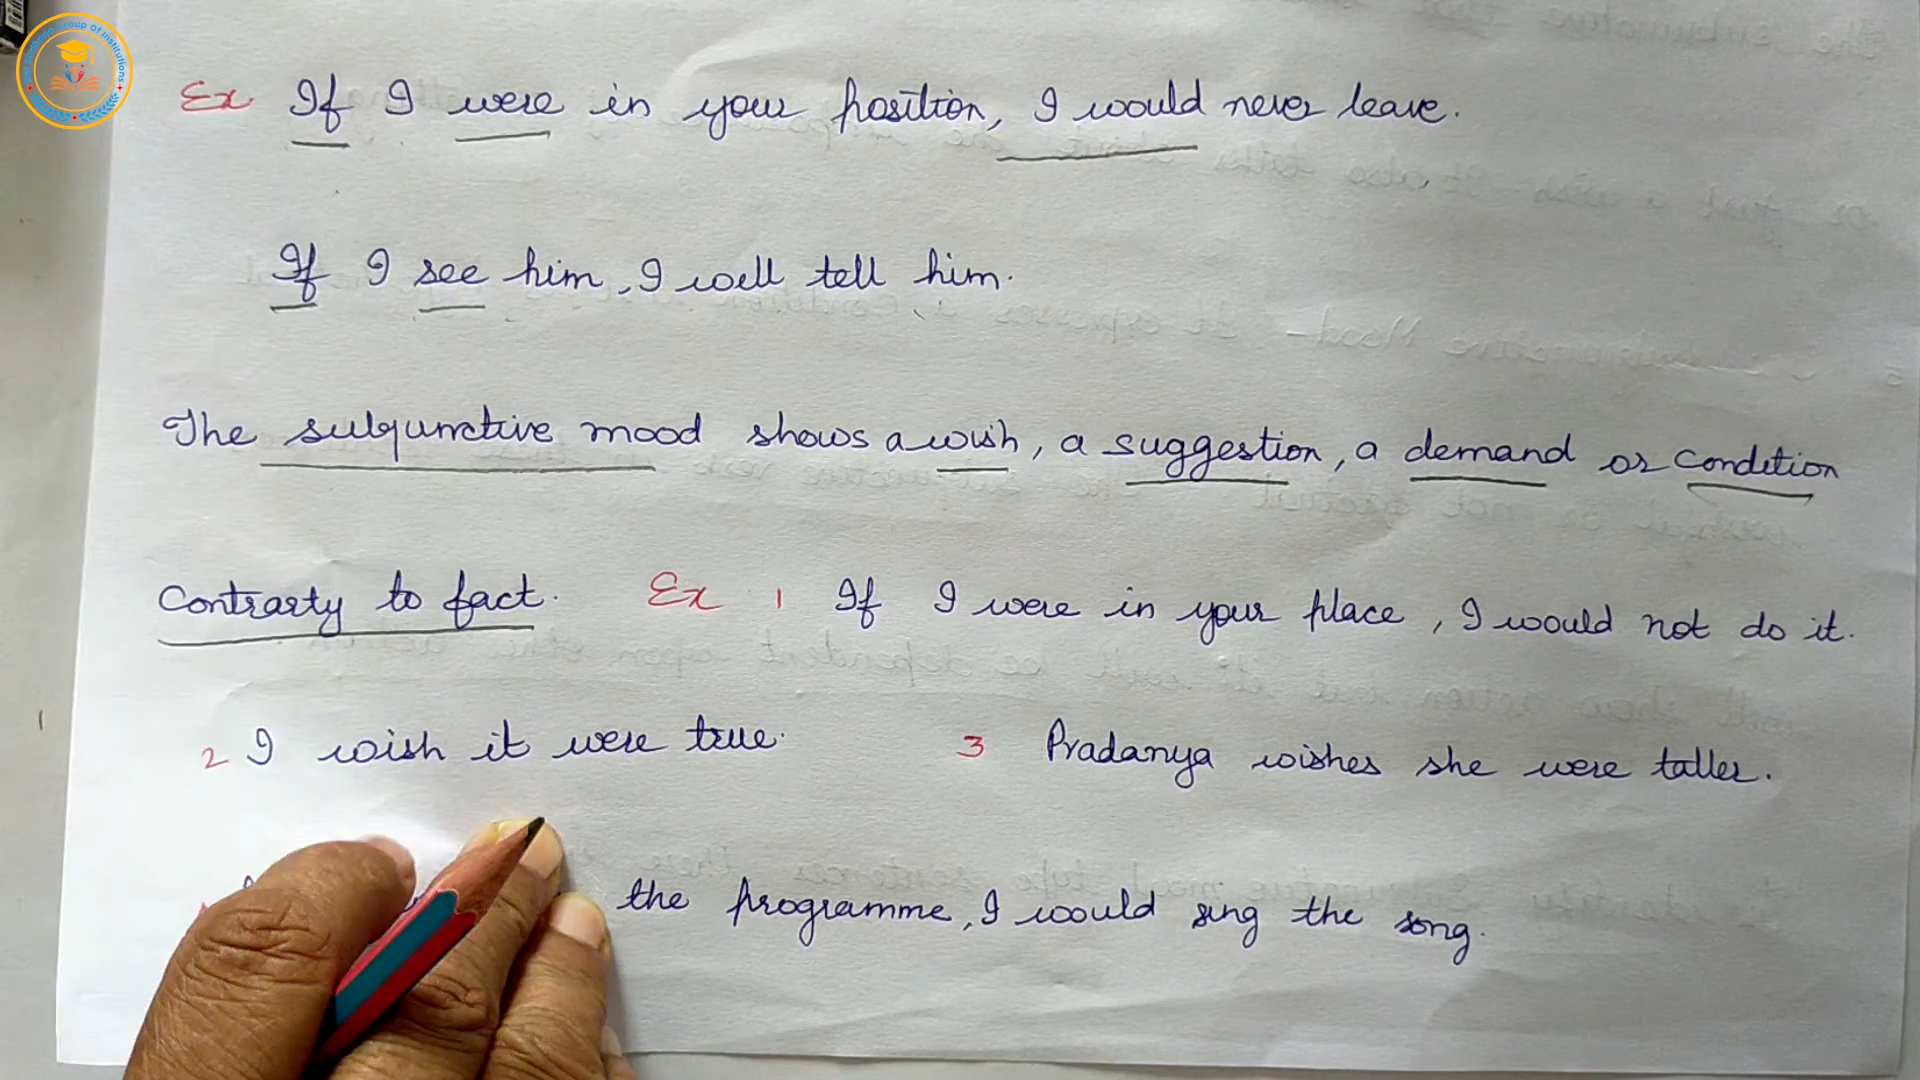 Ex If I were in your position, I would never leave.
If I see him, I will tell him.
The subjunctive mood shows a wish, a suggestion, a demand or condition
contrarty to fact. Ex 1 If I were in your place, I would not do it.
2 I wish it were true. 3 Pradanya wishes she were taller.
the programme, I would sing the song.